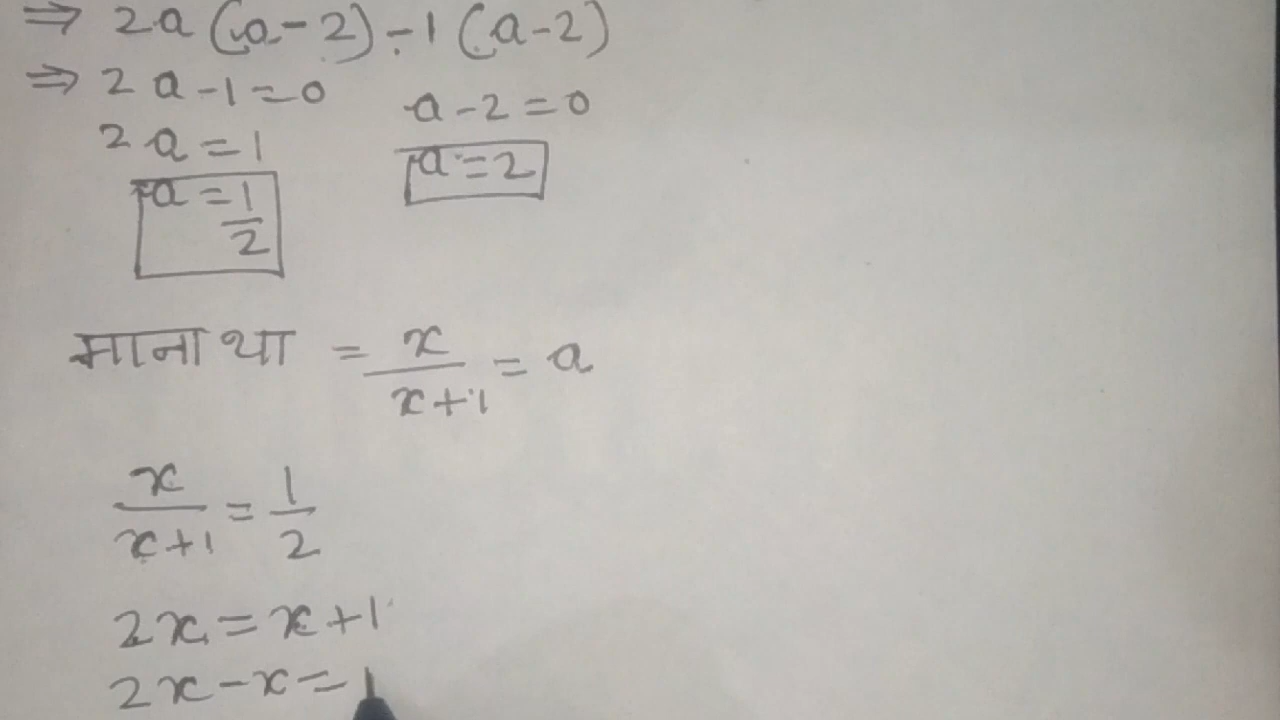 ⇒ 2a (a-2) - 1 (a-2)
⇒ 2a-1=0 a-2=0
2a=1 a=2
a=1/2
माना था = x/x+1 = a
x/x+1 = 1/2
2x = x+1
2x-x=1